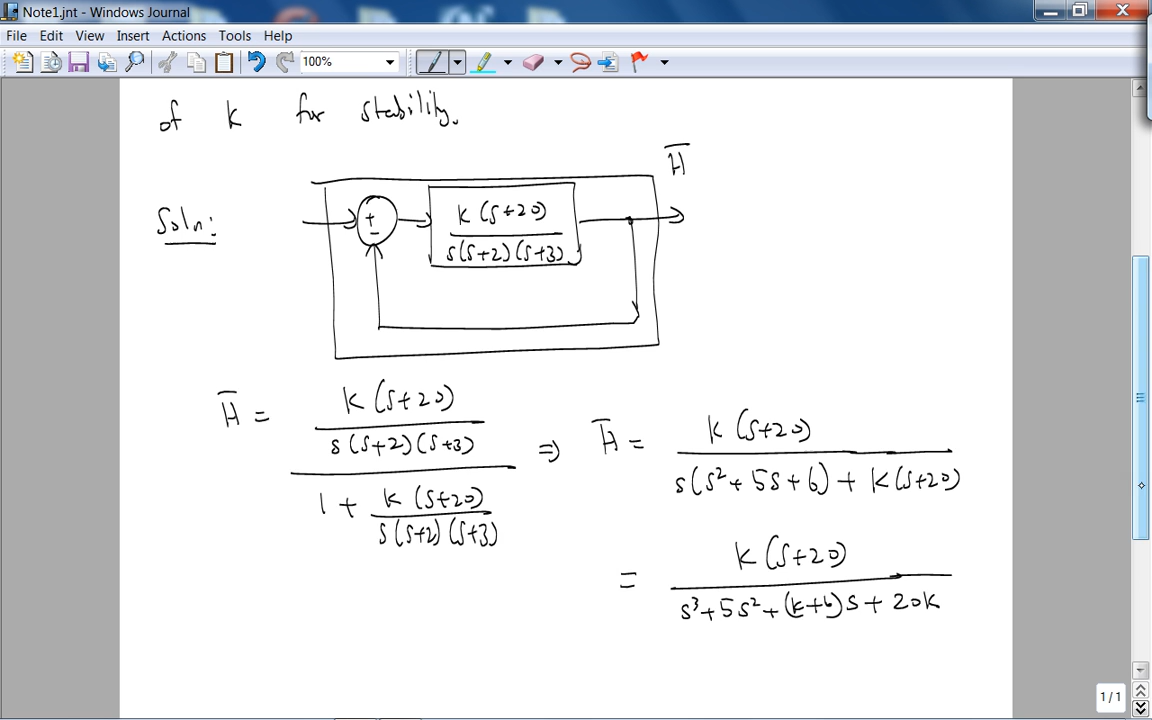 Note1.jnt - Windows Journal
File Edit View Insert Actions Tools Help
100%
of k for stability.
H̅
Soln:
+
-
k(s+20)
s(s+2)(s+3)
H̅ = k(s+20)
s(s+2)(s+3)
1 + k(s+20)
s(s+2)(s+3)
⇒ H̅ = k(s+20)
s(s²+5s+6)+k(s+20)
= k(s+20)
s³+5s²+(k+6)s+20k
1/1